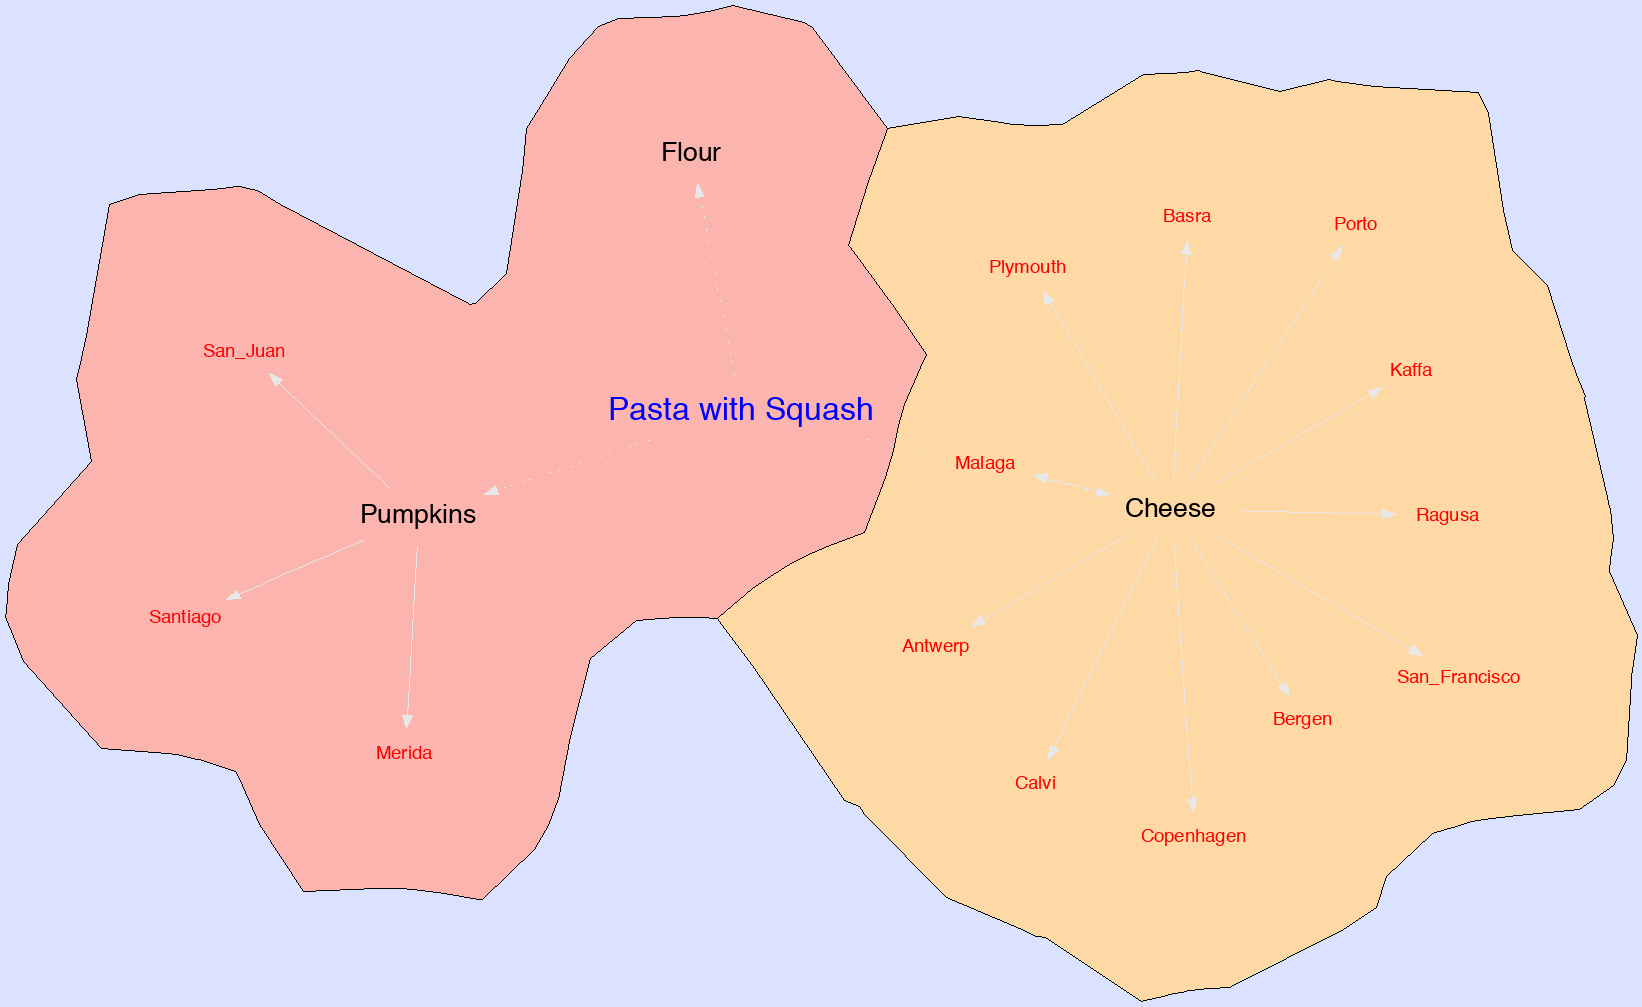 Flour
Basra
Porto
Plymouth
San_Juan
Kaffa
Pasta with Squash
Malaga
Cheese
Pumpkins
Ragusa
Santiago
Antwerp
San_Francisco
Bergen
Merida
Calvi
Copenhagen